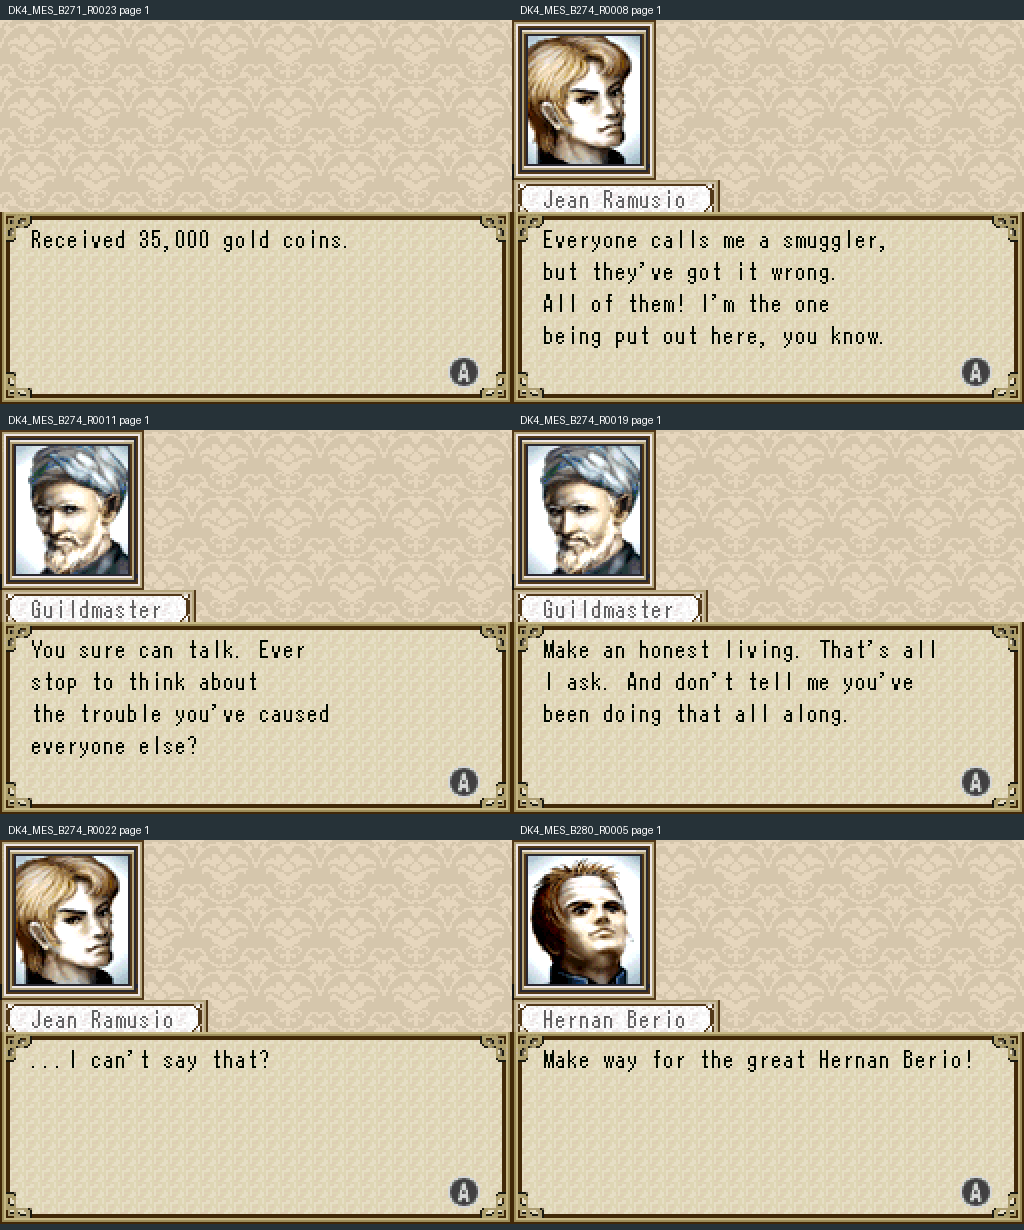 DK4_MES_B271_R0023 page 1
Received 35,000 gold coins.
A
DK4_MES_B274_R0008 page 1
Jean Ramusio
Everyone calls me a smuggler,
but they've got it wrong.
All of them! I'm the one
being put out here, you know.
A
DK4_MES_B274_R0011 page 1
Guildmaster
You sure can talk. Ever
stop to think about
the trouble you've caused
everyone else?
A
DK4_MES_B274_R0019 page 1
Guildmaster
Make an honest living. That's all
I ask. And don't tell me you've
been doing that all along.
A
DK4_MES_B274_R0022 page 1
Jean Ramusio
...I can't say that?
A
DK4_MES_B280_R0005 page 1
Hernan Berio
Make way for the great Hernan Berio!
A